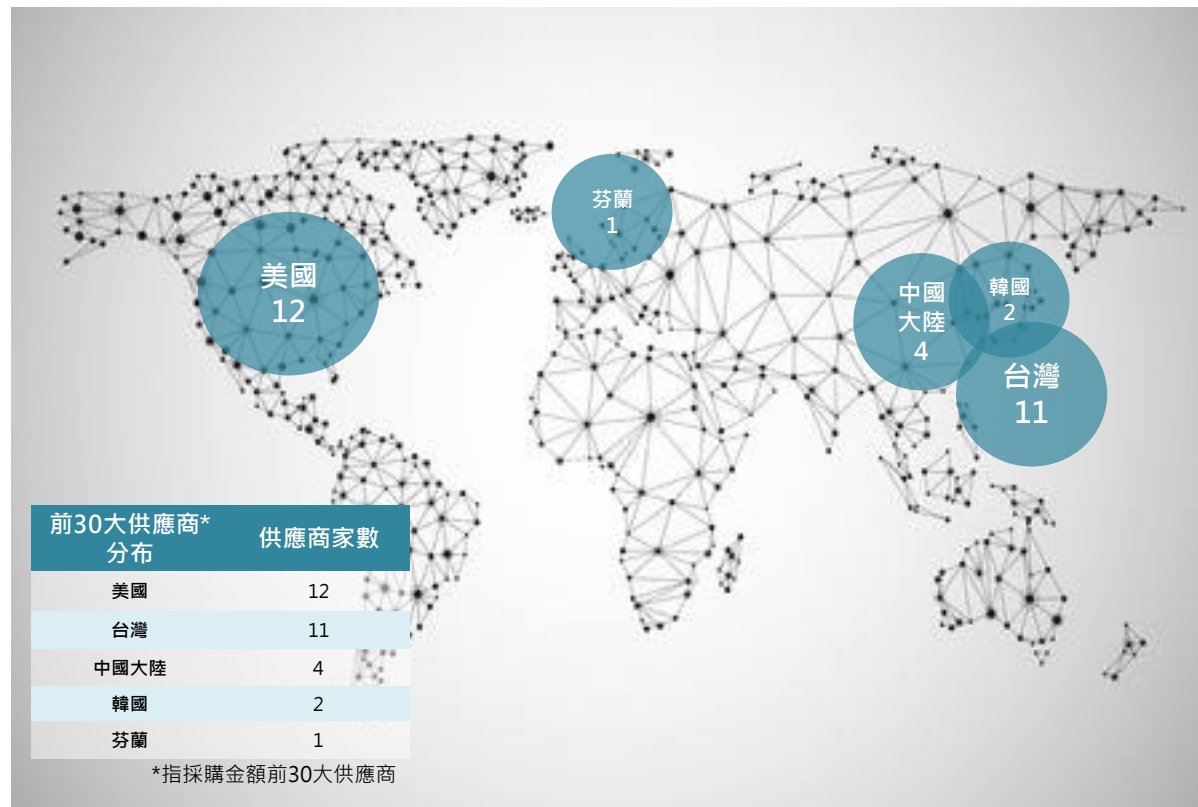 芬蘭
1
美國
12
中國
大陸
4
韓國
2
台灣
11
前30大供應商*
分布
供應商家數
美國 12
台灣 11
中國大陸 4
韓國 2
芬蘭 1
*指採購金額前30大供應商